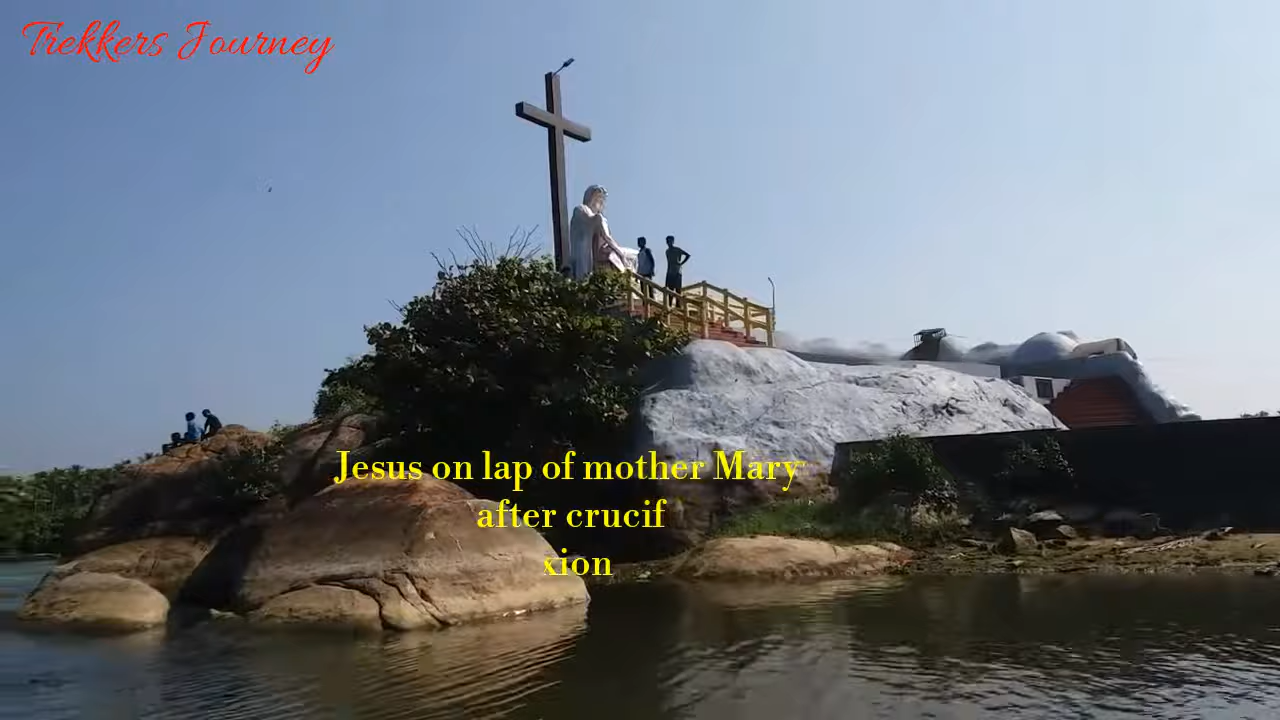 Trekkers Journey
Jesus on lap of mother Mary
after crucif
xion